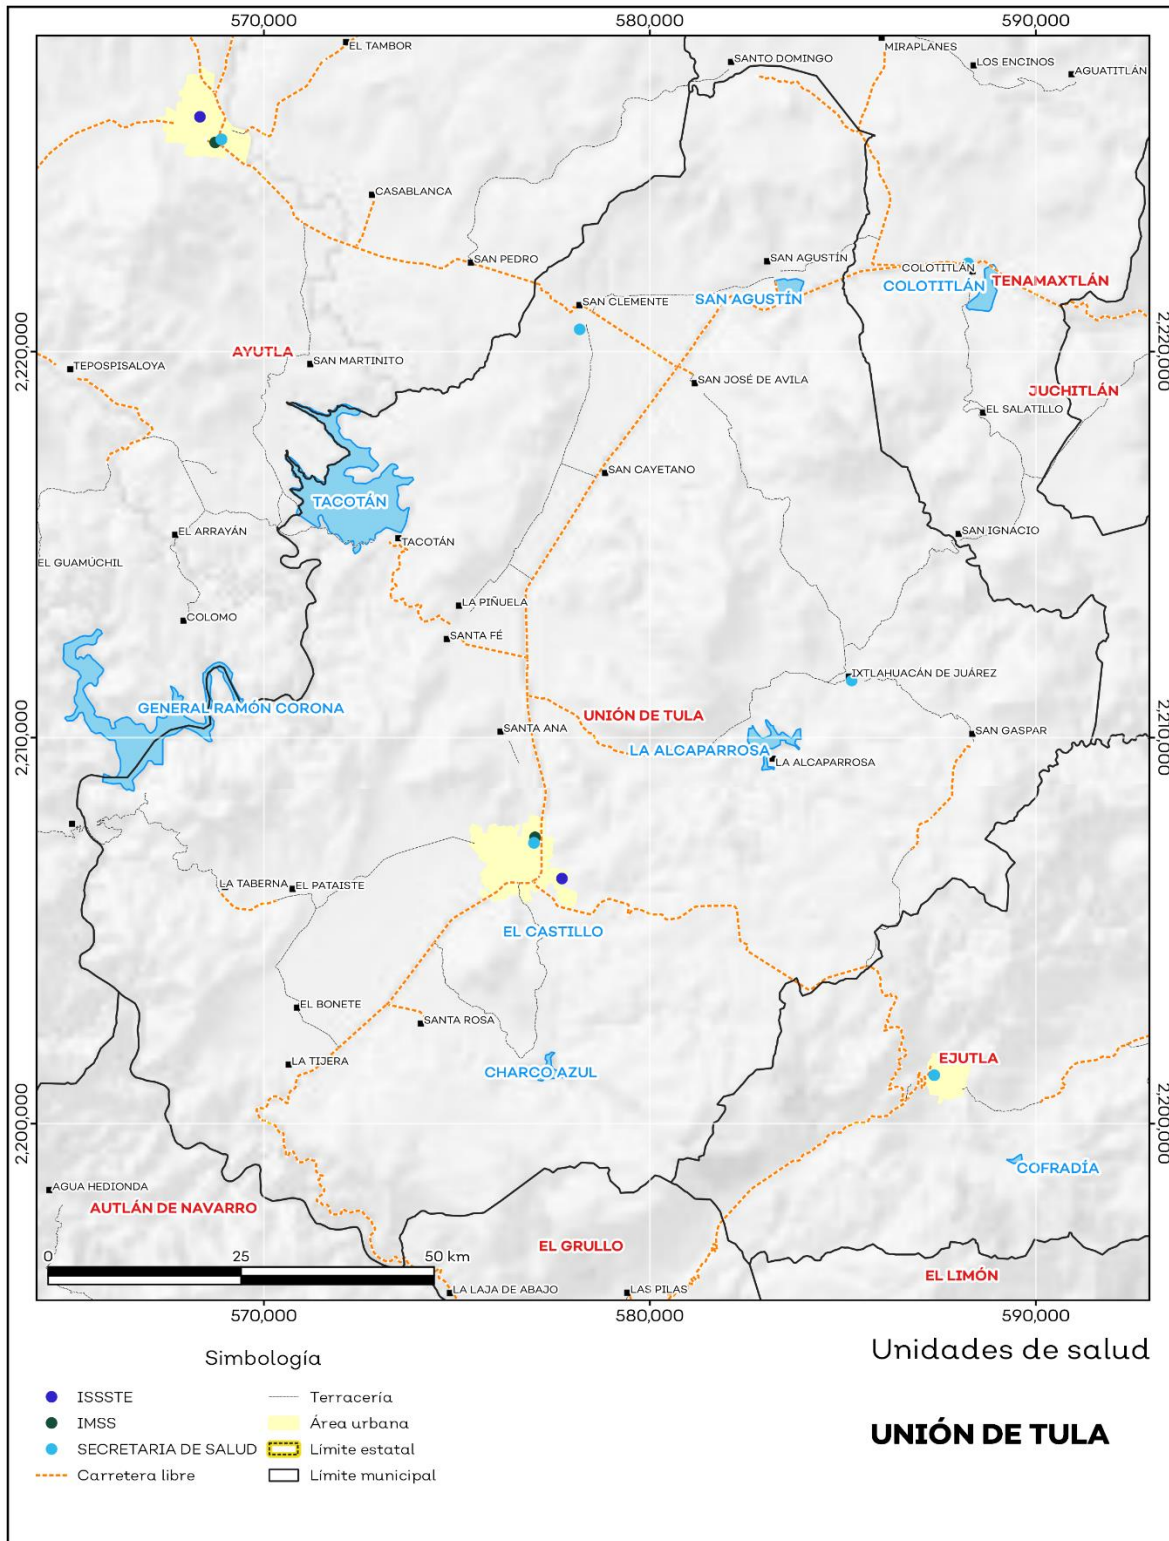 570,000
580,000
590,000
EL TAMBOR
MIRAPLANES
SANTO DOMINGO
LOS ENCINOS
AGUATITLÁN
CASABLANCA
SAN PEDRO
SAN AGUSTÍN
COLOTITLÁN
COLOTITLÁN
TENAMAXTLÁN
SAN AGUSTÍN
SAN CLEMENTE
2,220,000
AYUTLA
SAN MARTINITO
TEPOSPISALOYA
2,220,000
SAN JOSÉ DE AVILA
JUCHITLÁN
EL SALATILLO
SAN CAYETANO
TACOTÁN
EL ARRAYÁN
TACOTÁN
SAN IGNACIO
EL GUAMÚCHIL
LA PIÑUELA
COLOMO
SANTA FÉ
IXTLAHUACÁN DE JUÁREZ
GENERAL RAMÓN CORONA
UNIÓN DE TULA
SANTA ANA
SAN GASPAR
2,210,000
2,210,000
LA ALCAPARROSA
LA ALCAPARROSA
LA TABERNA
EL PATAISTE
EL CASTILLO
EL BONETE
SANTA ROSA
LA TIJERA
CHARCO AZUL
EJUTLA
2,200,000
2,200,000
COFRADÍA
AGUA HEDIONDA
AUTLÁN DE NAVARRO
EL GRULLO
0 25 50 km
EL LIMÓN
LA LAJA DE ABAJO
LAS PILAS
570,000
580,000
590,000
Simbología
ISSSTE
IMSS
SECRETARIA DE SALUD
Carretera libre
Terracería
Área urbana
Límite estatal
Límite municipal
Unidades de salud
UNIÓN DE TULA